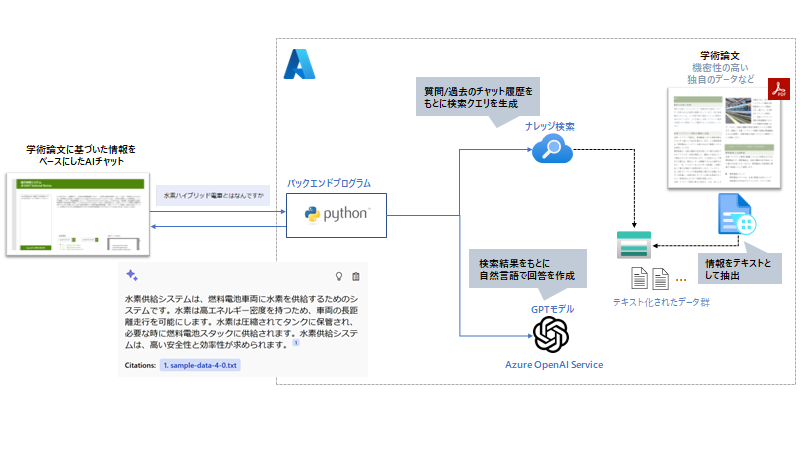 学術論文
機密性の高い
独自のデータなど
PDF
質問/過去のチャット履歴を
もとに検索クエリを生成
ナレッジ検索
学術論文に基づいた情報を
ベースにしたAIチャット
水素ハイブリッド電車とはなんですか
バックエンドプログラム
python
検索結果をもとに
自然言語で回答を作成
情報をテキストと
して抽出
テキスト化されたデータ群
GPTモデル
Azure OpenAI Service
水素供給システムは、燃料電池車両に水素を供給するためのシ
ステムです。水素は高エネルギー密度を持つため、車両の長距
離走行を可能にします。水素は圧縮されてタンクに保管され、
必要な時に燃料電池スタックに供給されます。水素供給システ
ムは、高い安全性と効率性が求められます。 1
Citations: 1. sample-data-4-0.txt